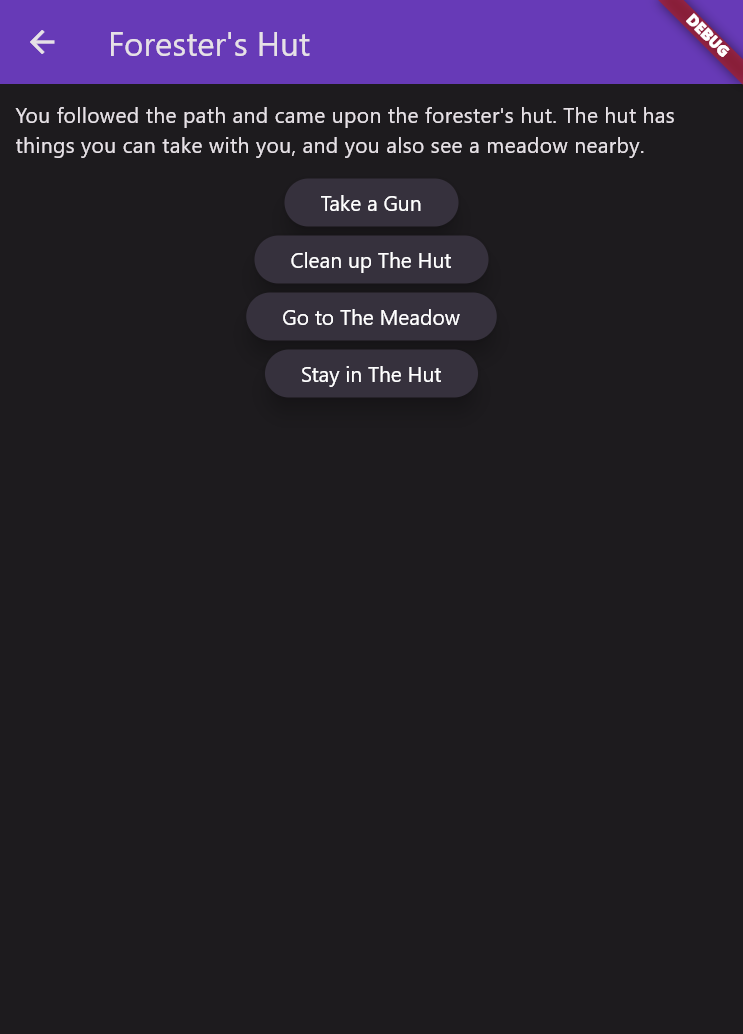 Forester's Hut
DEBUG
You followed the path and came upon the forester's hut. The hut has
things you can take with you, and you also see a meadow nearby.
Take a Gun
Clean up The Hut
Go to The Meadow
Stay in The Hut